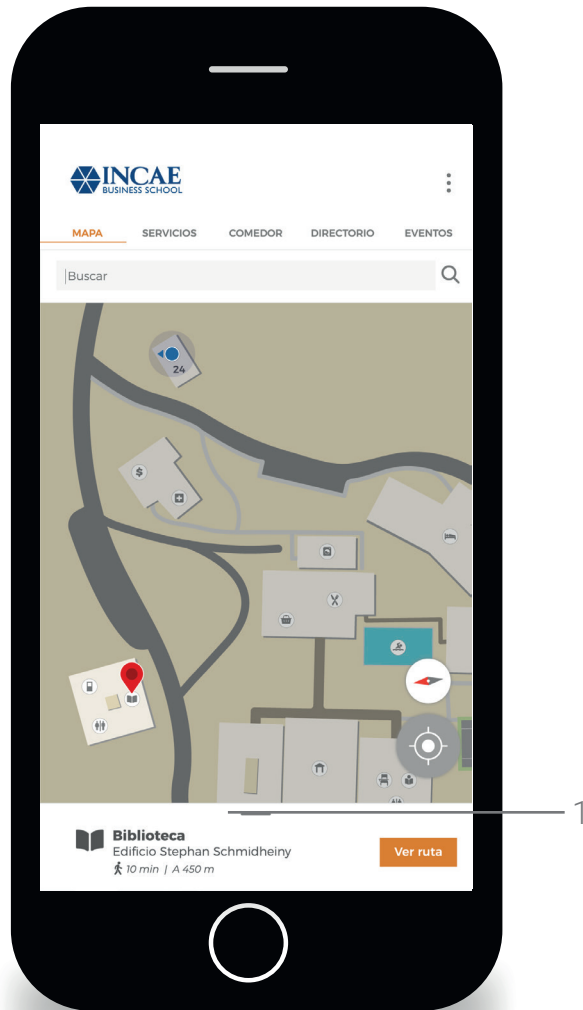 INCAE
BUSINESS SCHOOL
MAPA SERVICIOS COMEDOR DIRECTORIO EVENTOS
Buscar
24
$
1
Biblioteca
Edificio Stephan Schmidheiny
10 min | A 450 m
Ver ruta